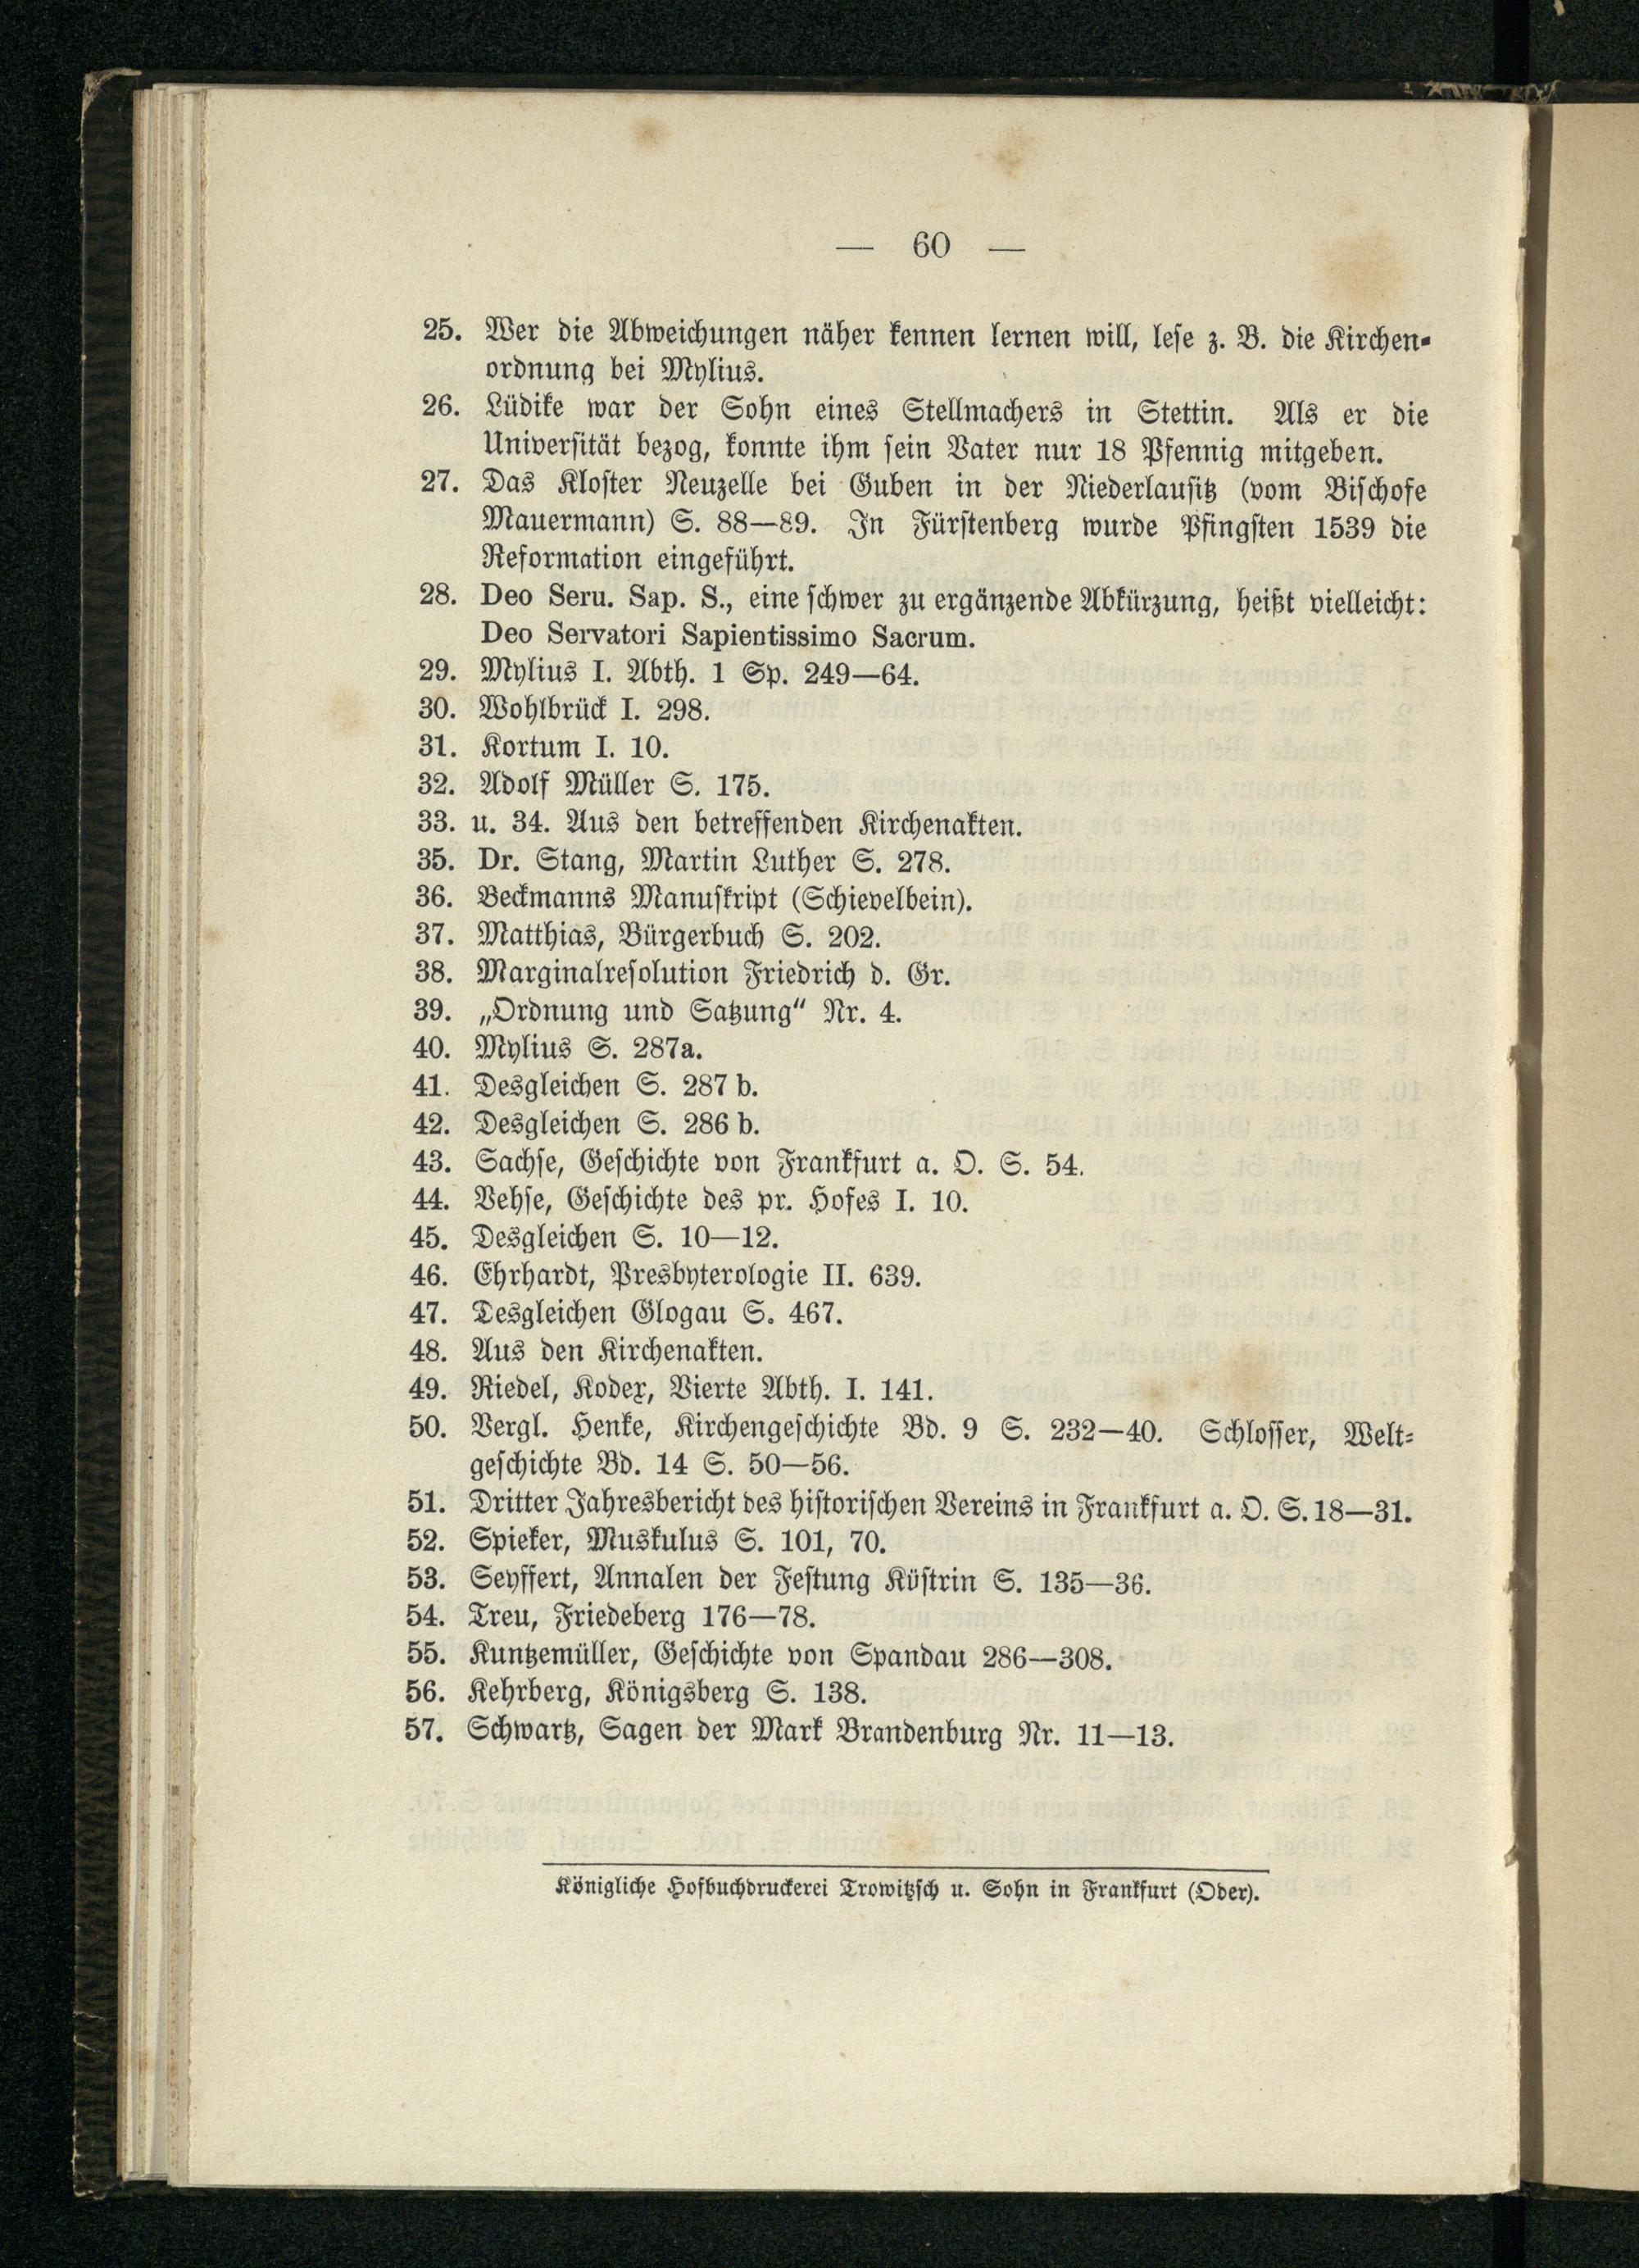 — 60 —
25. Wer die Abweichungen näher kennen lernen will, lese z. B. die Kirchen-
ordnung bei Mylius.
26. Lüdike war der Sohn eines Stellmachers in Stettin. Als er die
Universität bezog, konnte ihm sein Vater nur 18 Pfennig mitgeben.
27. Das Kloster Neuzelle bei Guben in der Niederlausitz (vom Bischofe
Mauermann) S. 88—89. In Fürstenberg wurde Pfingsten 1539 die
Reformation eingeführt.
28. Deo Seru. Sap. S., eine schwer zu ergänzende Abkürzung, heißt vielleicht:
Deo Servatori Sapientissimo Sacrum.
29. Mylius I. Abth. 1 Sp. 249—64.
30. Wohlbrück I. 298.
31. Kortum I. 10.
32. Adolf Müller S. 175.
33. u. 34. Aus den betreffenden Kirchenakten.
35. Dr. Stang, Martin Luther S. 278.
36. Beckmanns Manuskript (Schievelbein).
37. Matthias, Bürgerbuch S. 202.
38. Marginalresolution Friedrich d. Gr.
39. „Ordnung und Satzung“ Nr. 4.
40. Mylius S. 287a.
41. Desgleichen S. 287 b.
42. Desgleichen S. 286 b.
43. Sachse, Geschichte von Frankfurt a. O. S. 54.
44. Vehse, Geschichte des pr. Hofes I. 10.
45. Desgleichen S. 10—12.
46. Ehrhardt, Presbyterologie II. 639.
47. Desgleichen Glogau S. 467.
48. Aus den Kirchenakten.
49. Riedel, Kodex, Vierte Abth. I. 141.
50. Vergl. Henke, Kirchengeschichte Bd. 9 S. 232—40. Schlosser, Welt-
geschichte Bd. 14 S. 50—56.
51. Dritter Jahresbericht des historischen Vereins in Frankfurt a. O. S. 18—31.
52. Spieker, Muskulus S. 101, 70.
53. Seyffert, Annalen der Festung Küstrin S. 135—36.
54. Treu, Friedeberg 176—78.
55. Kuntzemüller, Geschichte von Spandau 286—308.
56. Kehrberg, Königsberg S. 138.
57. Schwartz, Sagen der Mark Brandenburg Nr. 11—13.
Königliche Hofbuchdruckerei Trowitzsch u. Sohn in Frankfurt (Oder).